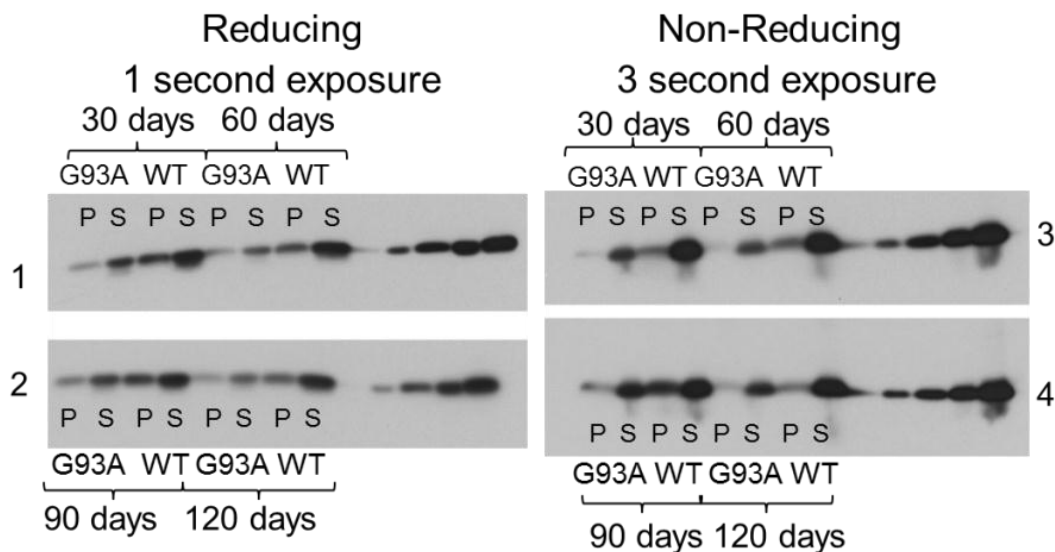 Reducing
1 second exposure
30 days 60 days
G93A WT G93A WT
P S P S P S P S
1
2
P S P S P S P S
G93A WT G93A WT
90 days 120 days
Non-Reducing
3 second exposure
30 days 60 days
G93A WT G93A WT
P S P S P S P S
3
4
P S P S P S P S
G93A WT G93A WT
90 days 120 days